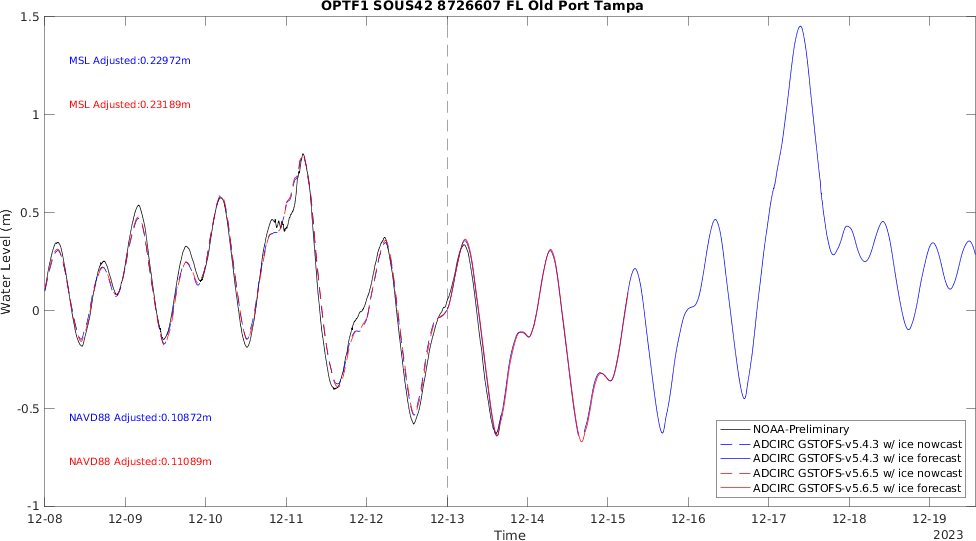 OPTF1 SOUS42 8726607 FL Old Port Tampa
1.5
1
0.5
0
-0.5
-1
Water Level (m)
MSL Adjusted:0.22972m
MSL Adjusted:0.23189m
NAVD88 Adjusted:0.10872m
NAVD88 Adjusted:0.11089m
NOAA-Preliminary
ADCIRC GSTOFS-v5.4.3 w/ ice nowcast
ADCIRC GSTOFS-v5.4.3 w/ ice forecast
ADCIRC GSTOFS-v5.6.5 w/ ice nowcast
ADCIRC GSTOFS-v5.6.5 w/ ice forecast
12-08 12-09 12-10 12-11 12-12 12-13 12-14 12-15 12-16 12-17 12-18 12-19
Time
2023